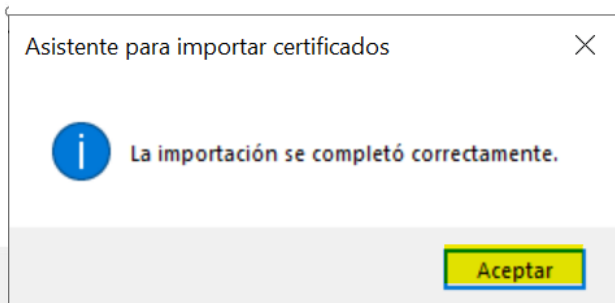 Asistente para importar certificados
La importación se completó correctamente.
Aceptar